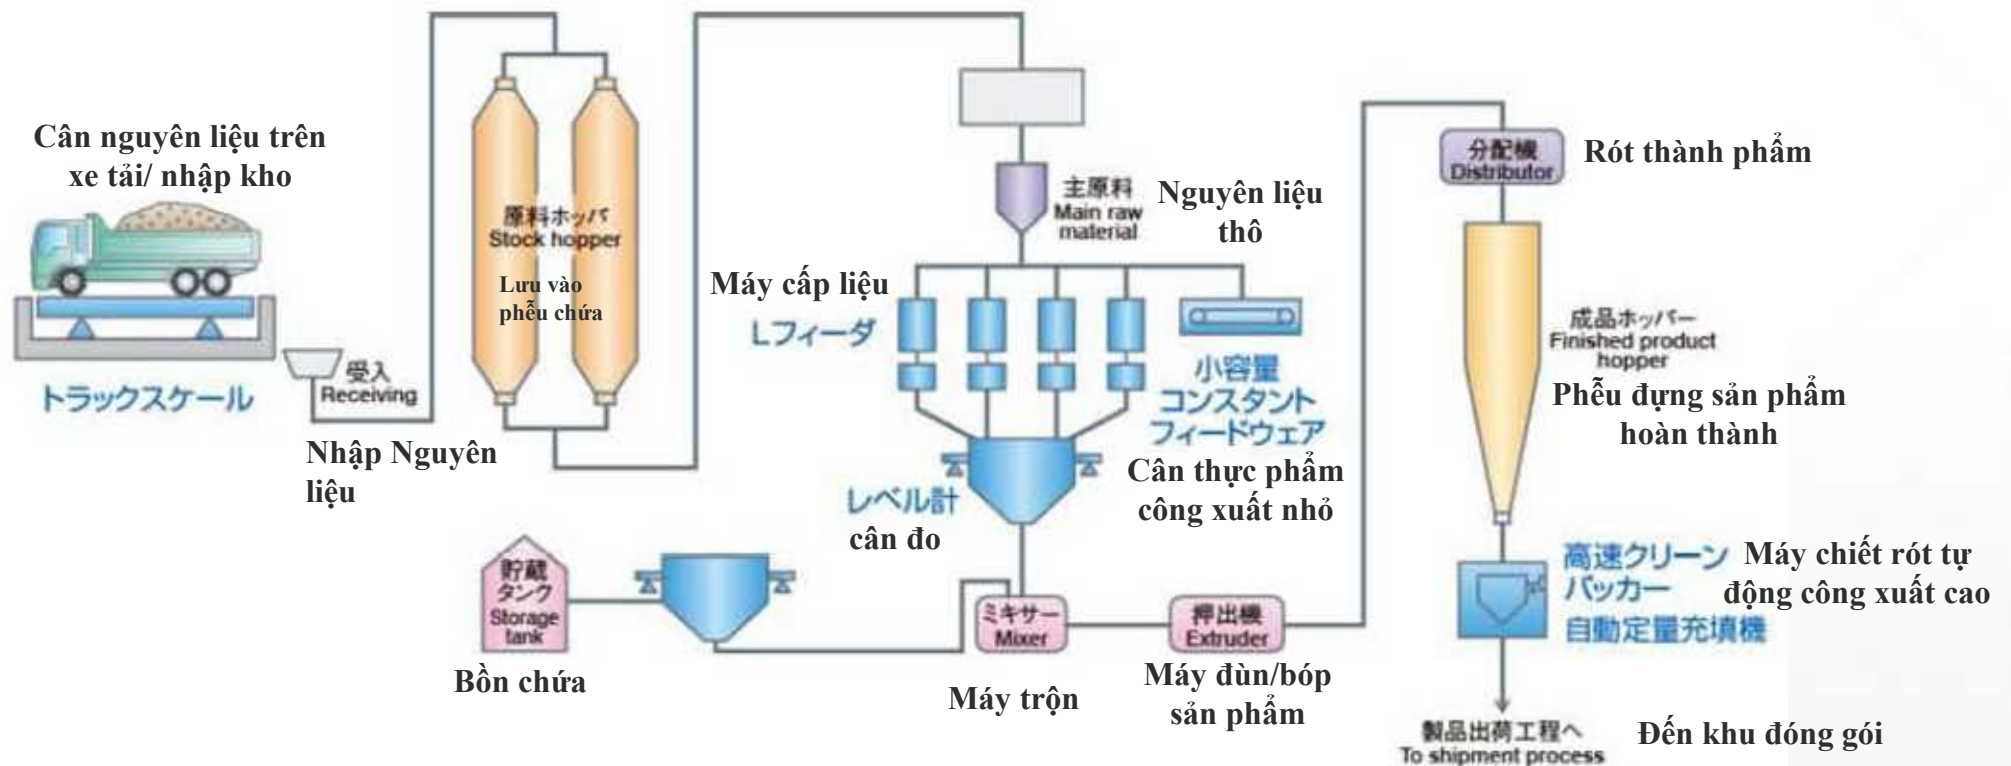 Cân nguyên liệu trên
xe tải/ nhập kho
トラックスケール
受入
Receiving
Nhập Nguyên
liệu
原料ホッパ
Stock hopper
Lưu vào
phễu chứa
主原料
Main raw
material
Nguyên liệu
thô
Máy cấp liệu
Lフィーダ
小容量
コンスタント
フィードウェア
Cân thực phẩm
công xuất nhỏ
レベル計
cân đo
貯蔵
タンク
Storage
tank
Bồn chứa
ミキサー
Mixer
Máy trộn
押出機
Extruder
Máy đùn/bóp
sản phẩm
分配機
Distributor
Rót thành phẩm
成品ホッパー
Finished product
hopper
Phễu đựng sản phẩm
hoàn thành
高速クリーン
パッカー
自動定量充填機
Máy chiết rót tự
động công xuất cao
製品出荷工程へ
To shipment process
Đến khu đóng gói